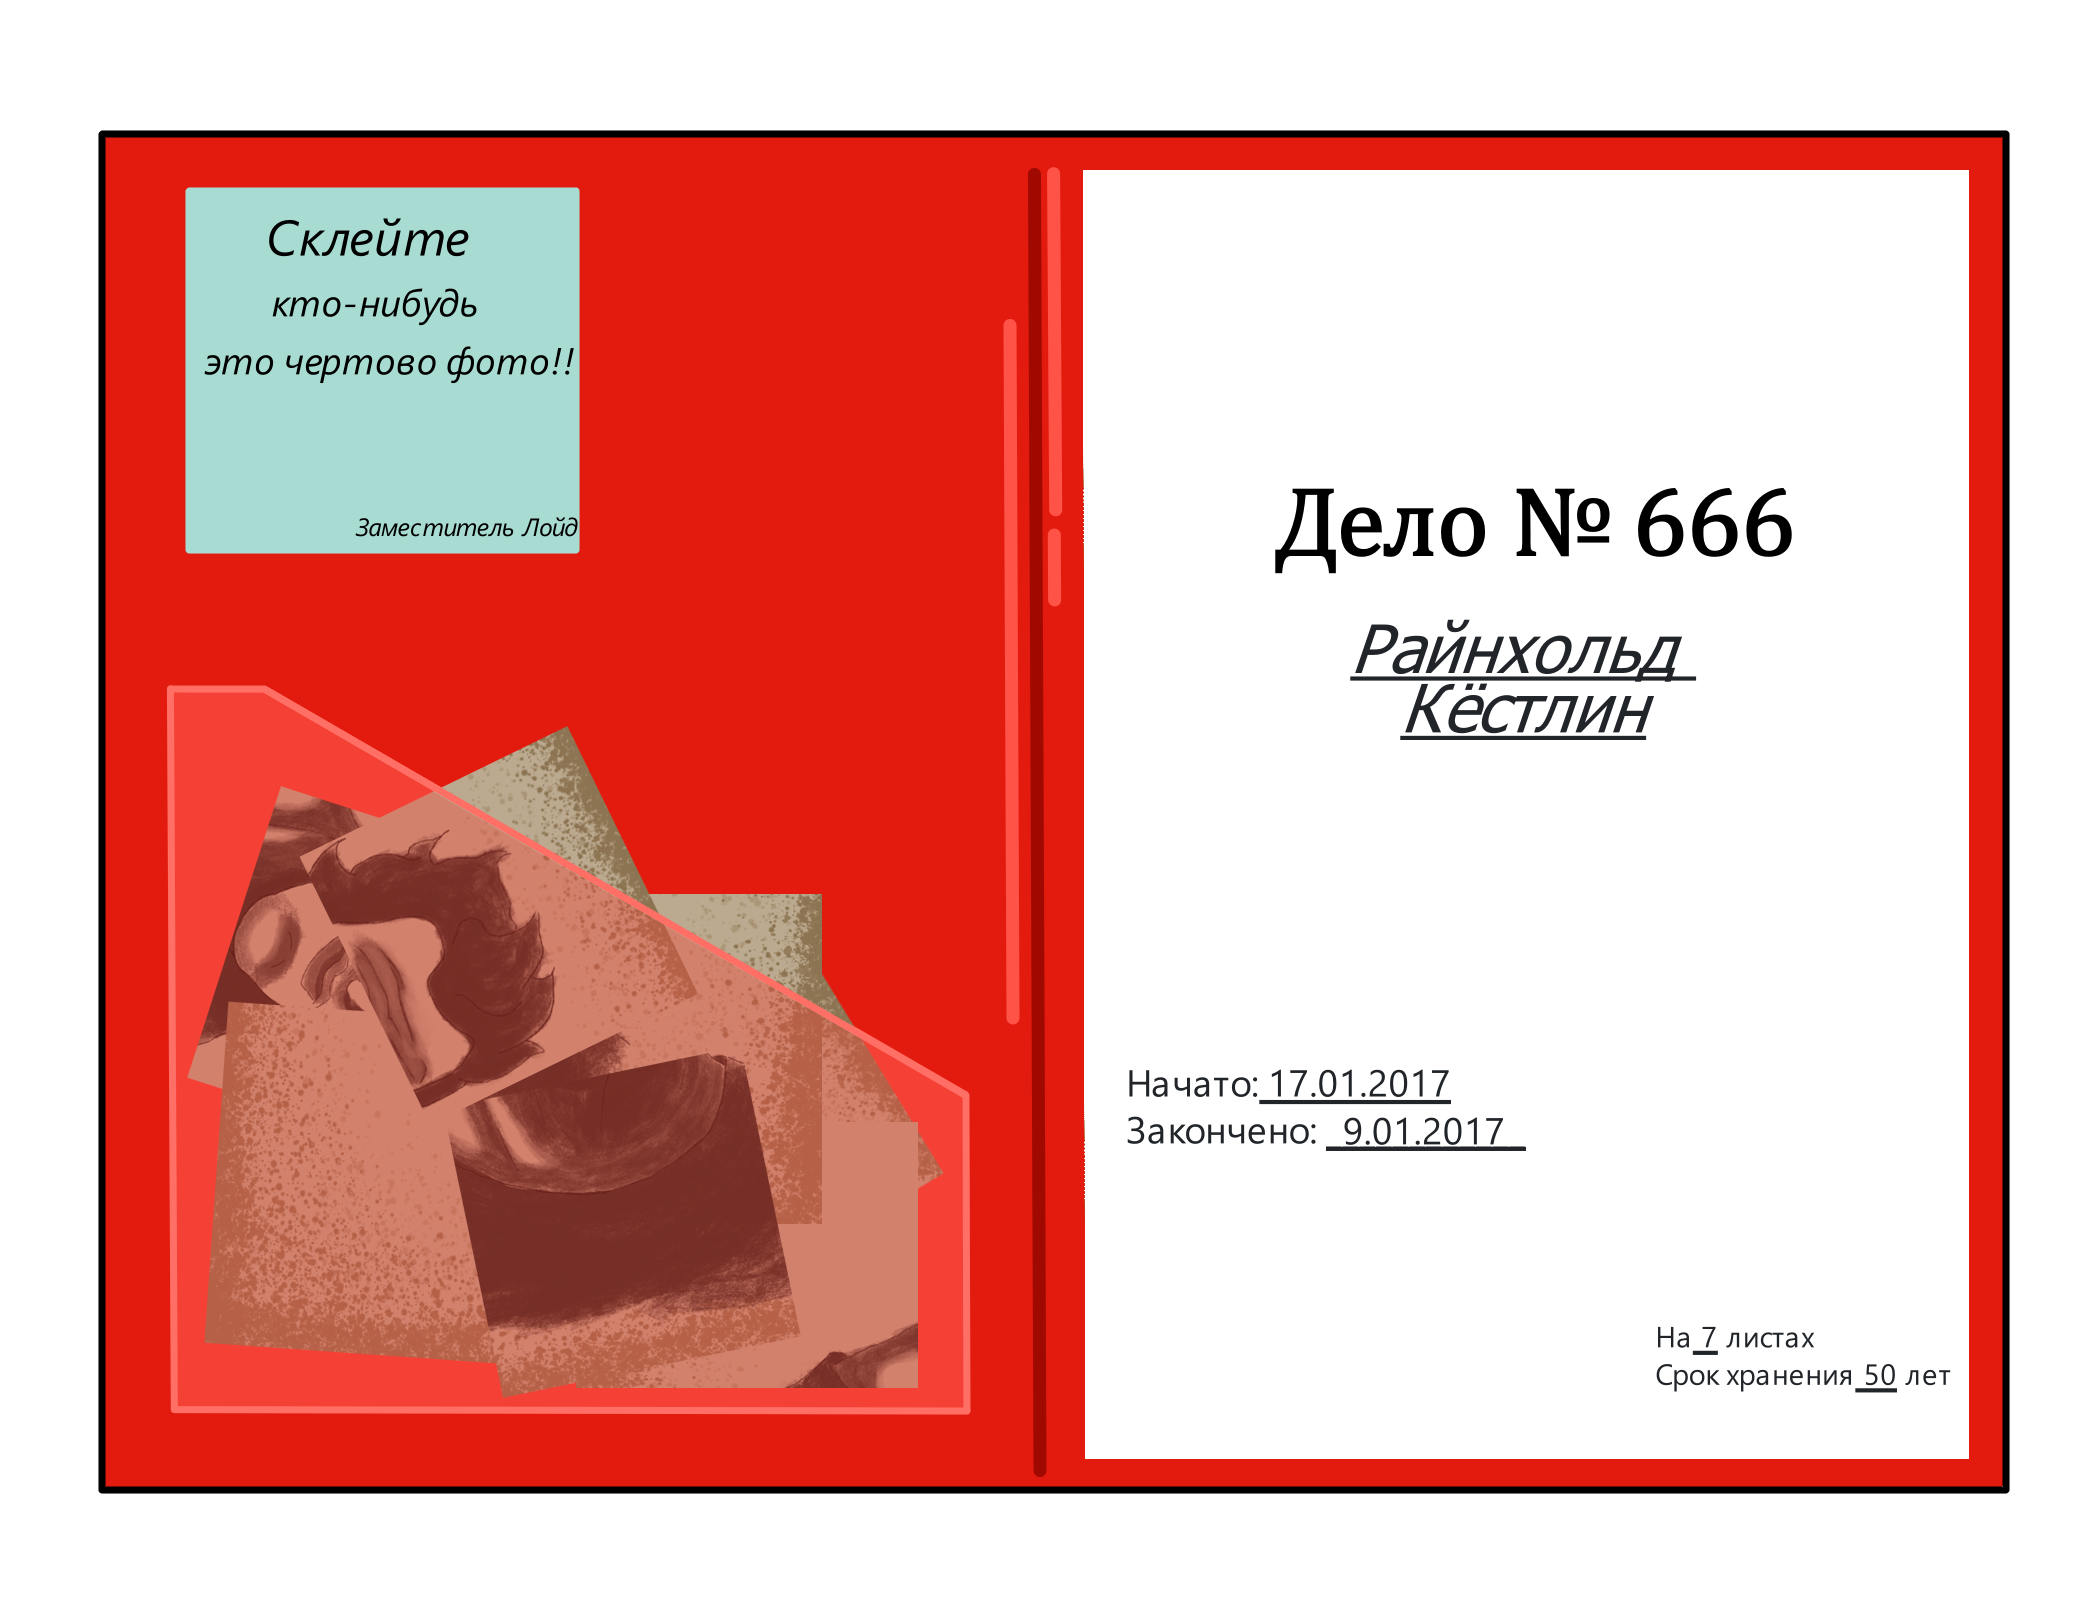 Склейте
кто-нибудь
это чертово фото!!
Заместитель Лойд
Дело № 666
Райнхольд
Кёстлин
Начато: 17.01.2017
Закончено: 9.01.2017
На 7 листах
Срок хранения 50 лет